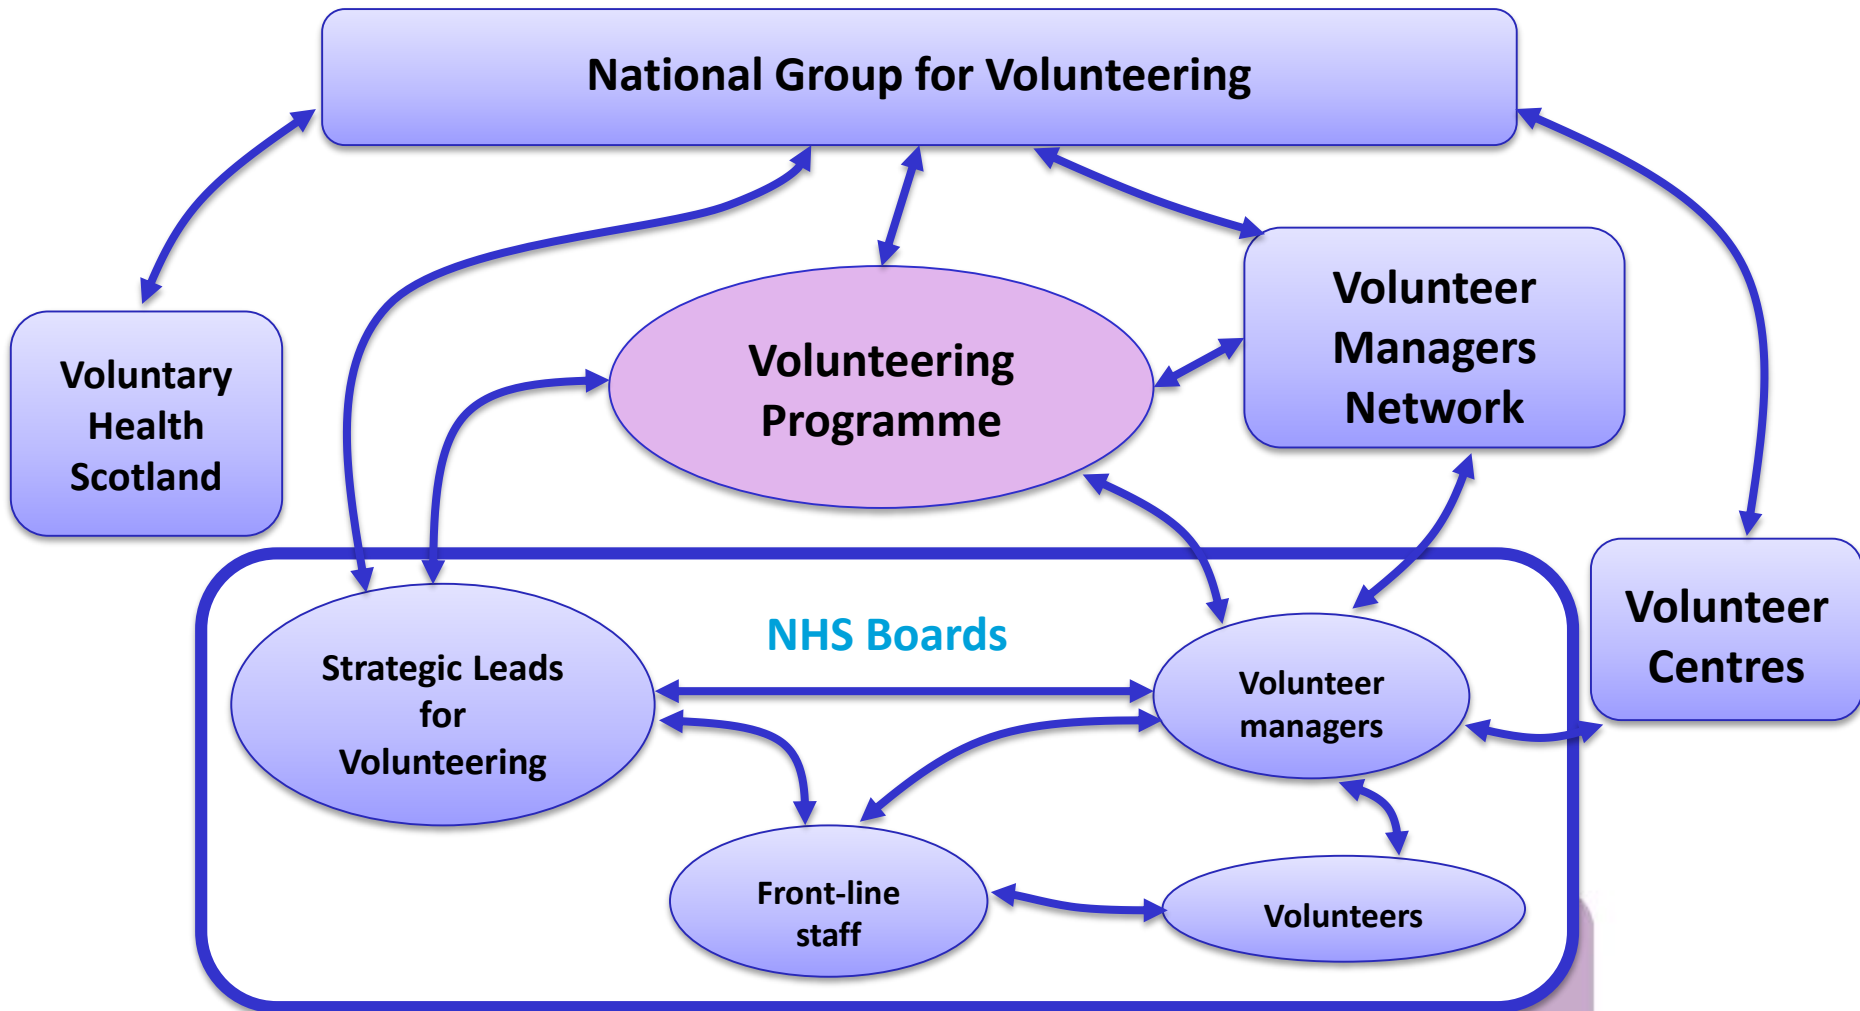 National Group for Volunteering
Volunteer
Managers
Network
Volunteering
Programme
Voluntary
Health
Scotland
NHS Boards
Volunteer
Centres
Strategic Leads
for
Volunteering
Volunteer
managers
Front-line
staff
Volunteers